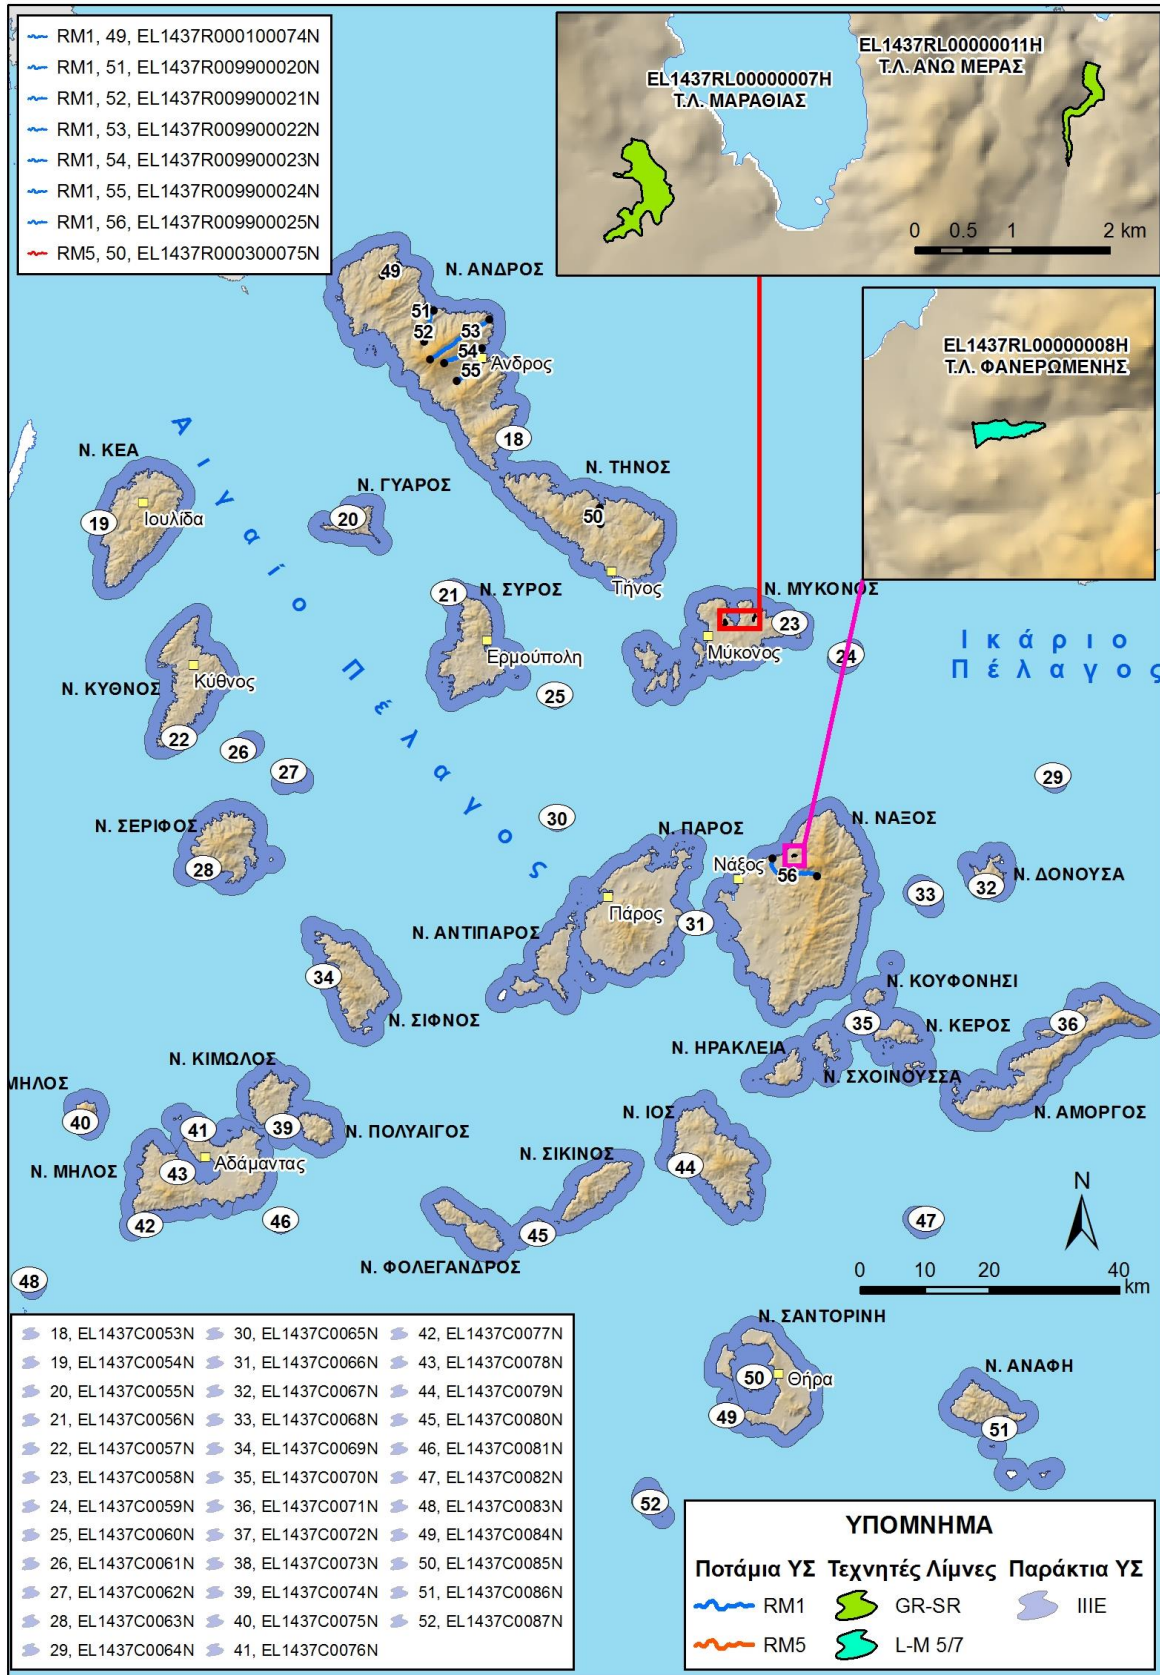 RM1, 49, EL1437R000100074N
RM1, 51, EL1437R009900020N
RM1, 52, EL1437R009900021N
RM1, 53, EL1437R009900022N
RM1, 54, EL1437R009900023N
RM1, 55, EL1437R009900024N
RM1, 56, EL1437R009900025N
RM5, 50, EL1437R000300075N
EL1437RL00000011H
Τ.Λ. ΑΝΩ ΜΕΡΑΣ
EL1437RL00000007H
Τ.Λ. ΜΑΡΑΘΙΑΣ
0 0.5 1 2 km
EL1437RL00000008H
Τ.Λ. ΦΑΝΕΡΩΜΕΝΗΣ
Ν. ΑΝΔΡΟΣ
49
51
52
53
54
55
Άνδρος
18
Ν. ΚΕΑ
19
Ιουλίδα
Αιγαίο Πέλαγος
Ν. ΓΥΑΡΟΣ
20
Ν. ΤΗΝΟΣ
50
Τήνος
21
Ν. ΣΥΡΟΣ
Ερμούπολη
Ν. ΜΥΚΟΝΟΣ
23
Μύκονος
24
Ικάριο
Πέλαγος
Ν. ΚΥΘΝΟΣ
Κύθνος
22
25
26
27
29
30
Ν. ΣΕΡΙΦΟΣ
28
Ν. ΠΑΡΟΣ
Ν. ΝΑΞΟΣ
Νάξος
56
Πάρος
31
Ν. ΔΟΝΟΥΣΑ
32
33
Ν. ΑΝΤΙΠΑΡΟΣ
34
Ν. ΣΙΦΝΟΣ
Ν. ΚΟΥΦΟΝΗΣΙ
35
Ν. ΚΕΡΟΣ
36
Ν. ΗΡΑΚΛΕΙΑ
Ν. ΣΧΟΙΝΟΥΣΣΑ
Ν. ΑΜΟΡΓΟΣ
Ν. ΚΙΜΩΛΟΣ
ΜΗΛΟΣ
40
41
39
Ν. ΠΟΛΥΑΙΓΟΣ
Ν. ΜΗΛΟΣ
43
Αδάμαντας
42
46
Ν. ΙΟΣ
44
Ν. ΣΙΚΙΝΟΣ
45
Ν. ΦΟΛΕΓΑΝΔΡΟΣ
47
48
N
0 10 20 40
km
Ν. ΣΑΝΤΟΡΙΝΗ
50
Θήρα
49
Ν. ΑΝΑΦΗ
51
52
18, EL1437C0053N 30, EL1437C0065N 42, EL1437C0077N
19, EL1437C0054N 31, EL1437C0066N 43, EL1437C0078N
20, EL1437C0055N 32, EL1437C0067N 44, EL1437C0079N
21, EL1437C0056N 33, EL1437C0068N 45, EL1437C0080N
22, EL1437C0057N 34, EL1437C0069N 46, EL1437C0081N
23, EL1437C0058N 35, EL1437C0070N 47, EL1437C0082N
24, EL1437C0059N 36, EL1437C0071N 48, EL1437C0083N
25, EL1437C0060N 37, EL1437C0072N 49, EL1437C0084N
26, EL1437C0061N 38, EL1437C0073N 50, EL1437C0085N
27, EL1437C0062N 39, EL1437C0074N 51, EL1437C0086N
28, EL1437C0063N 40, EL1437C0075N 52, EL1437C0087N
29, EL1437C0064N 41, EL1437C0076N
ΥΠΟΜΝΗΜΑ
Ποτάμια ΥΣ Τεχνητές Λίμνες Παράκτια ΥΣ
RM1 GR-SR IIIE
RM5 L-M 5/7